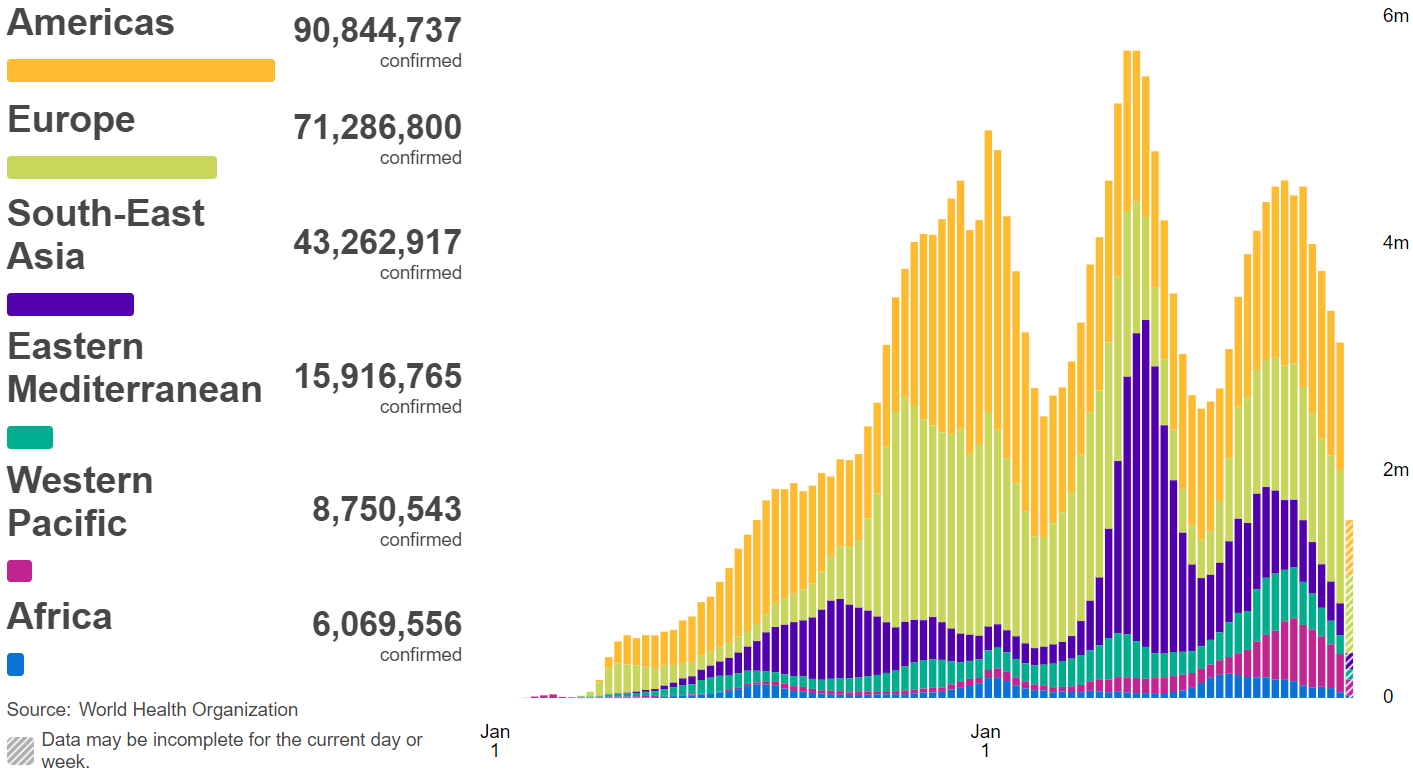 Americas
90,844,737
confirmed
Europe
71,286,800
confirmed
South-East
Asia
43,262,917
confirmed
Eastern
Mediterranean
15,916,765
confirmed
Western
Pacific
8,750,543
confirmed
Africa
6,069,556
confirmed
Source: World Health Organization
Data may be incomplete for the current day or
week.
6m
4m
2m
0
Jan
1
Jan
1